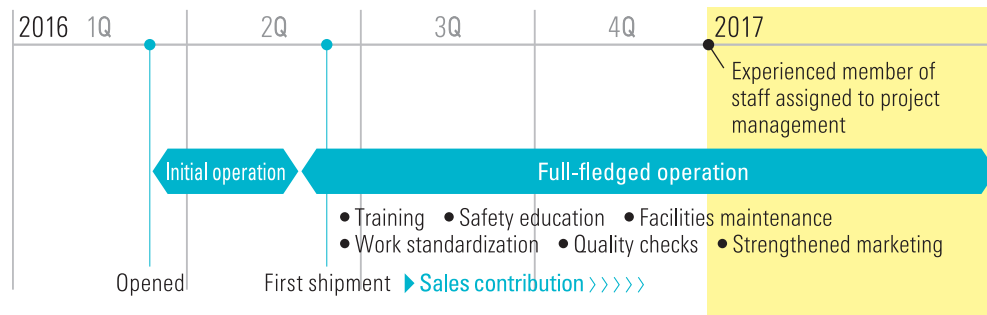 2016 1Q 2Q 3Q 4Q 2017
Experienced member of
staff assigned to project
management
Initial operation Full-fledged operation
● Training ● Safety education ● Facilities maintenance
● Work standardization ● Quality checks ● Strengthened marketing
Opened First shipment ▶ Sales contribution 〉〉〉〉〉